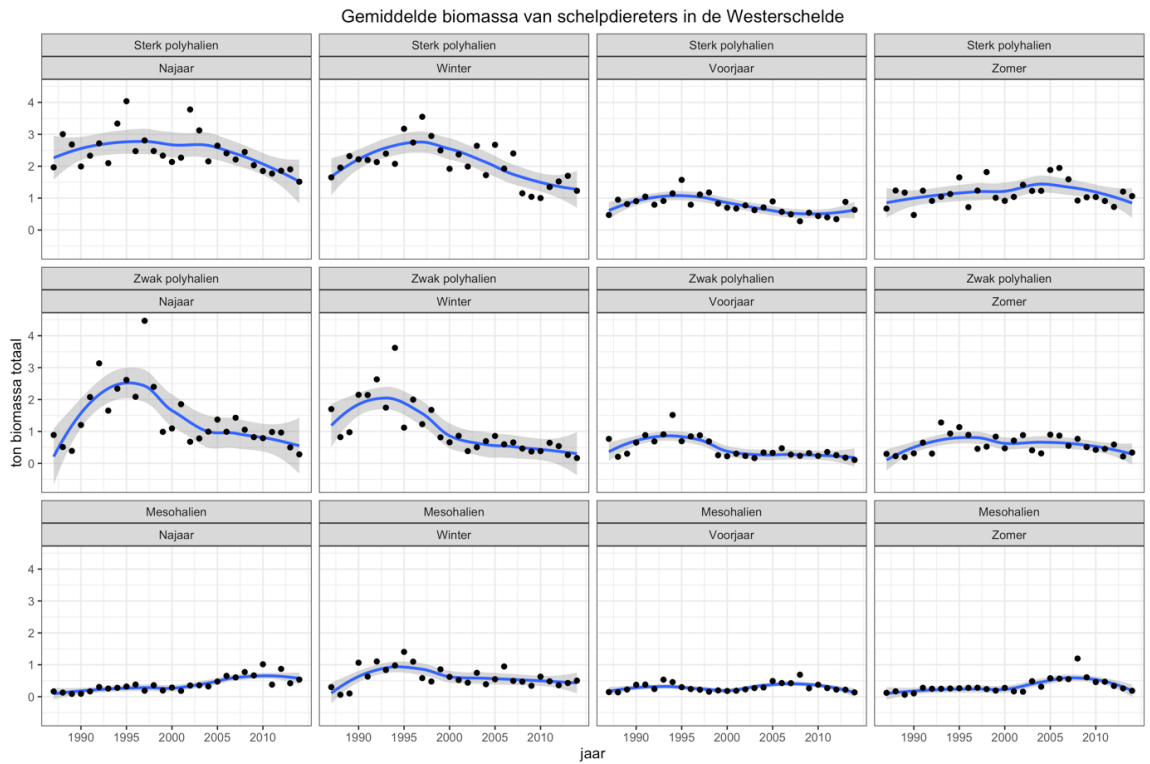 Gemiddelde biomassa van schelpdiereters in de Westerschelde
Sterk polyhalien Sterk polyhalien Sterk polyhalien Sterk polyhalien
Najaar Winter Voorjaar Zomer
4
3
2
1
0
Zwak polyhalien Zwak polyhalien Zwak polyhalien Zwak polyhalien
Najaar Winter Voorjaar Zomer
4
3
2
1
0
ton biomassa totaal
Mesohalien Mesohalien Mesohalien Mesohalien
Najaar Winter Voorjaar Zomer
4
3
2
1
0
1990 1995 2000 2005 2010 1990 1995 2000 2005 2010 1990 1995 2000 2005 2010 1990 1995 2000 2005 2010
jaar